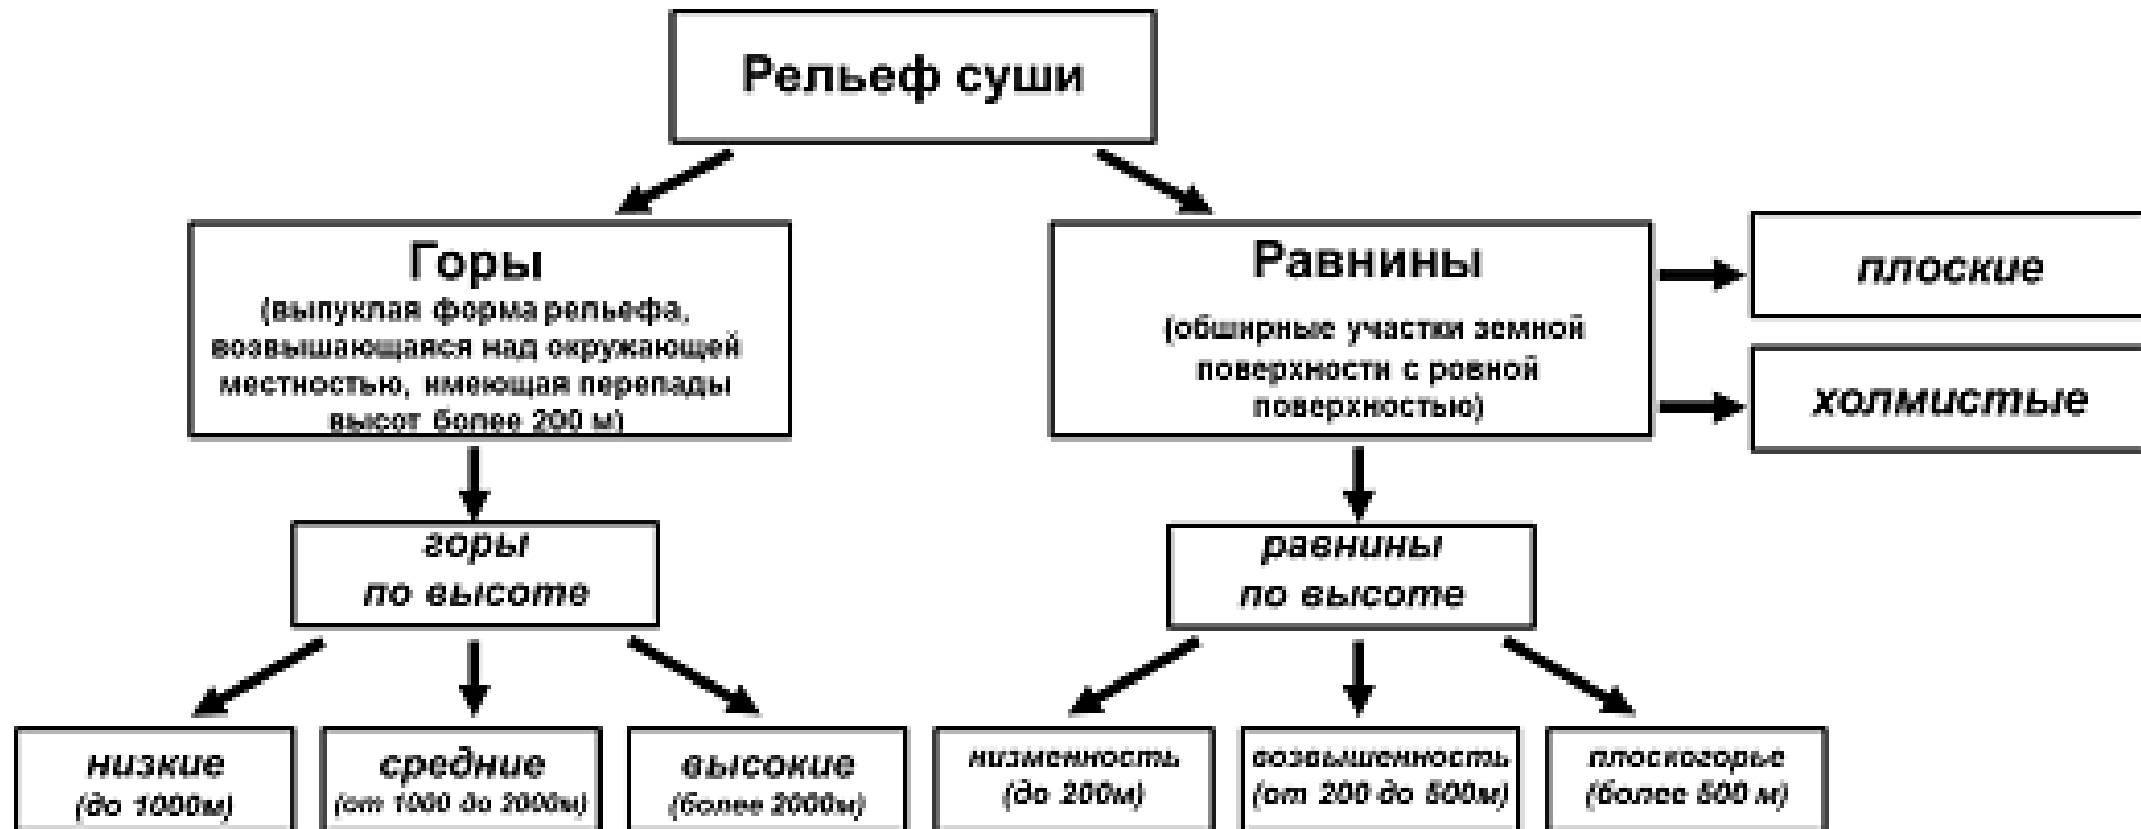 Рельеф суши
Горы
(выпуклая форма рельефа,
возвышающаяся над окружающей
местностью, имеющая перепады
высот более 200 м)
Равнины
(обширные участки земной
поверхности с ровной
поверхностью)
плоские
холмистые
горы
по высоте
равнины
по высоте
низкие
(до 1000м)
средние
(от 1000 до 2000м)
высокие
(более 2000м)
низменность
(до 200м)
возвышенность
(от 200 до 500м)
плоскогорье
(более 500 м)